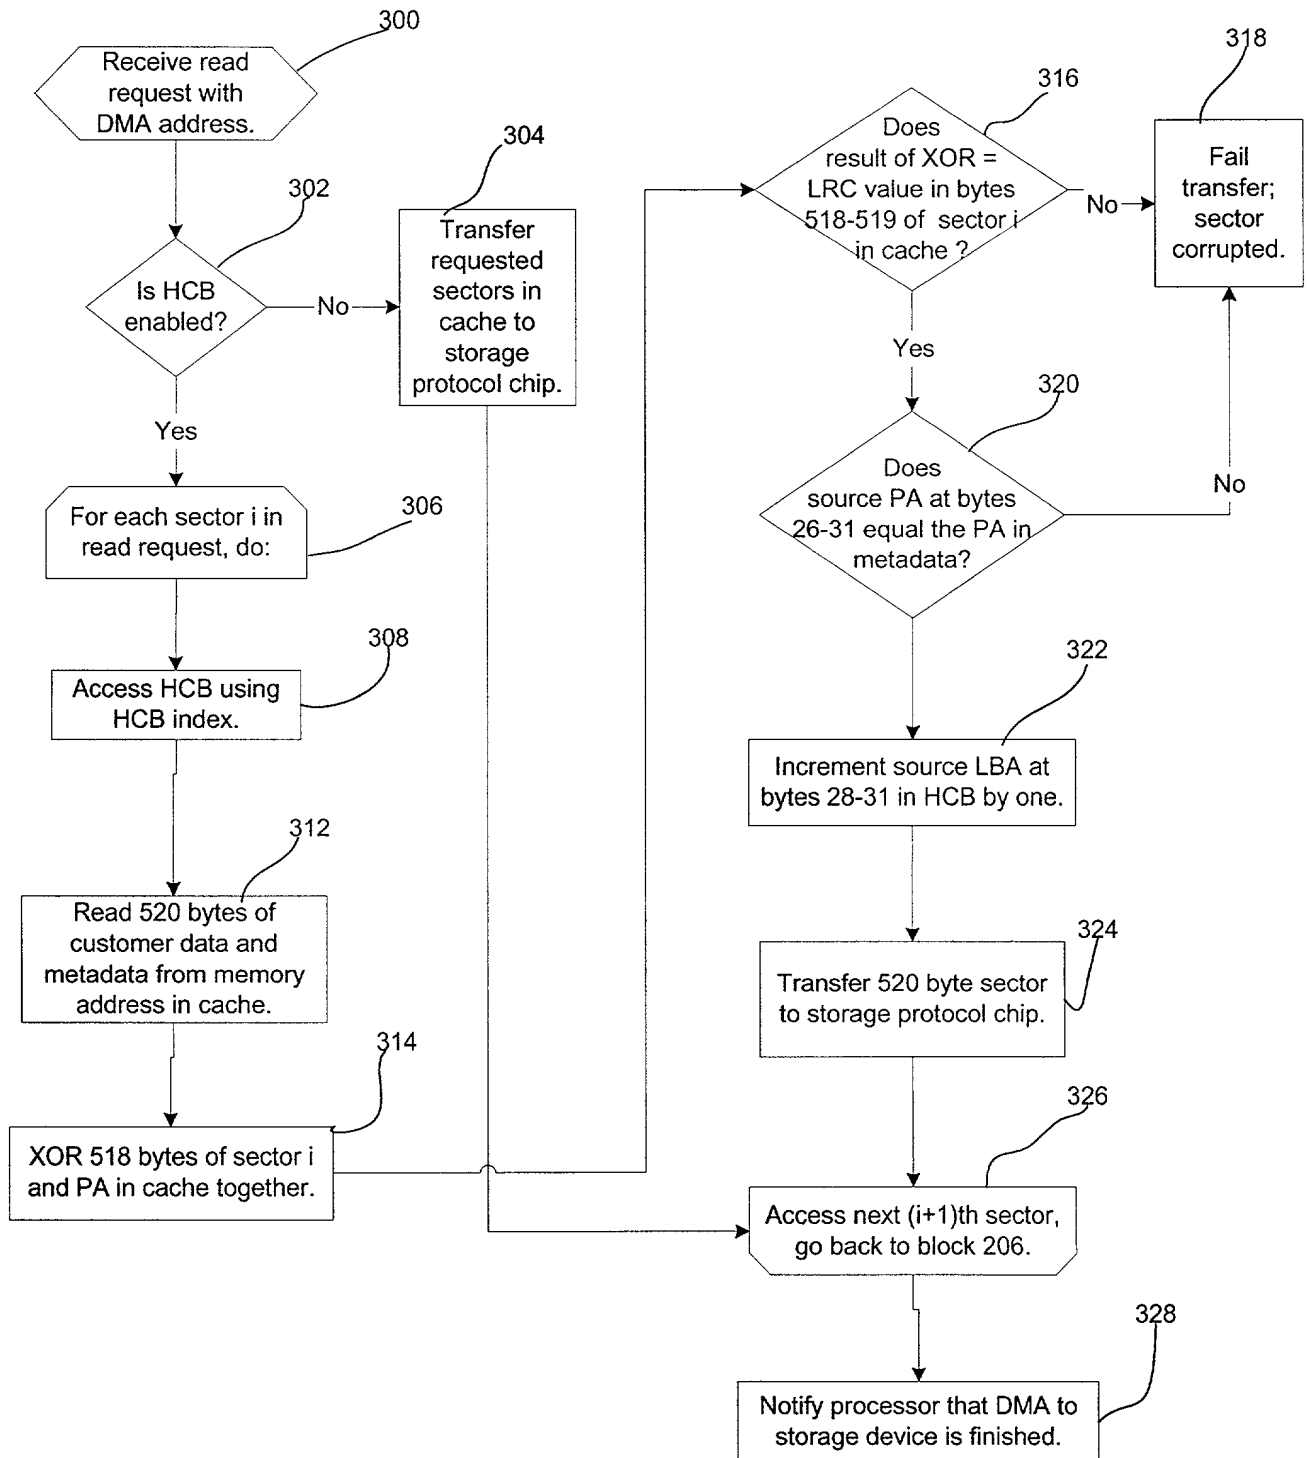 300
Receive read
request with
DMA address.
302
Is HCB
enabled?
No
304
Transfer
requested
sectors in
cache to
storage
protocol chip.
Yes
For each sector i in
read request, do:
306
308
Access HCB using
HCB index.
312
Read 520 bytes of
customer data and
metadata from memory
address in cache.
314
XOR 518 bytes of sector i
and PA in cache together.
316
Does
result of XOR =
LRC value in bytes
518-519 of sector i
in cache ?
No
318
Fail
transfer;
sector
corrupted.
Yes
320
Does
source PA at bytes
26-31 equal the PA in
metadata?
No
322
Increment source LBA at
bytes 28-31 in HCB by one.
324
Transfer 520 byte sector
to storage protocol chip.
326
Access next (i+1)th sector,
go back to block 206.
328
Notify processor that DMA to
storage device is finished.